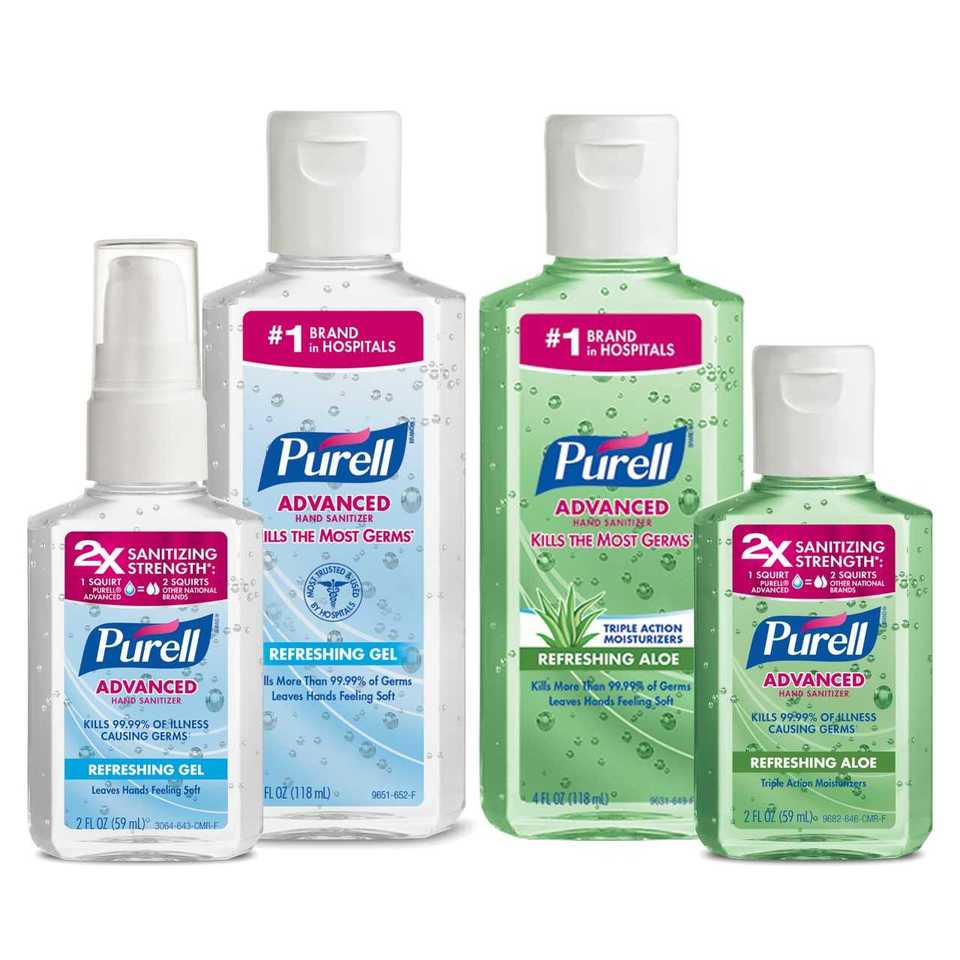 2X SANITIZING
STRENGTH*:
1 SQUIRT
PURELL®
ADVANCED
=
2 SQUIRTS
OTHER NATIONAL
BRANDS
Purell
ADVANCED
HAND SANITIZER
KILLS 99.99% OF ILLNESS
CAUSING GERMS
REFRESHING GEL
Leaves Hands Feeling Soft
2 FL OZ (59 mL)
3064-643-CMR-F
#1 BRAND
in HOSPITALS
Purell
ADVANCED
HAND SANITIZER
ILLS THE MOST GERMS*
MOST TRUSTED & USED
BY HOSPITALS
REFRESHING GEL
lls More Than 99.99% of Germs
Leaves Hands Feeling Soft
FL OZ (118 mL)
9651-652-F
#1 BRAND
in HOSPITALS
Purell
ADVANCED
HAND SANITIZER
KILLS THE MOST GERMS*
TRIPLE ACTION
MOISTURIZERS
REFRESHING ALOE
Kills More Than 99.99% of Germs
Leaves Hands Feeling Soft
4 FL OZ (118 mL)
9631-643-F
2X SANITIZING
STRENGTH*:
1 SQUIRT
PURELL®
ADVANCED
=
2 SQUIRTS
OTHER NATIONAL
BRANDS
Purell
ADVANCED
HAND SANITIZER
KILLS 99.99% OF ILLNESS
CAUSING GERMS
REFRESHING ALOE
Triple Action Moisturizers
2 FL OZ (59 mL)
9682-646-CMR-F